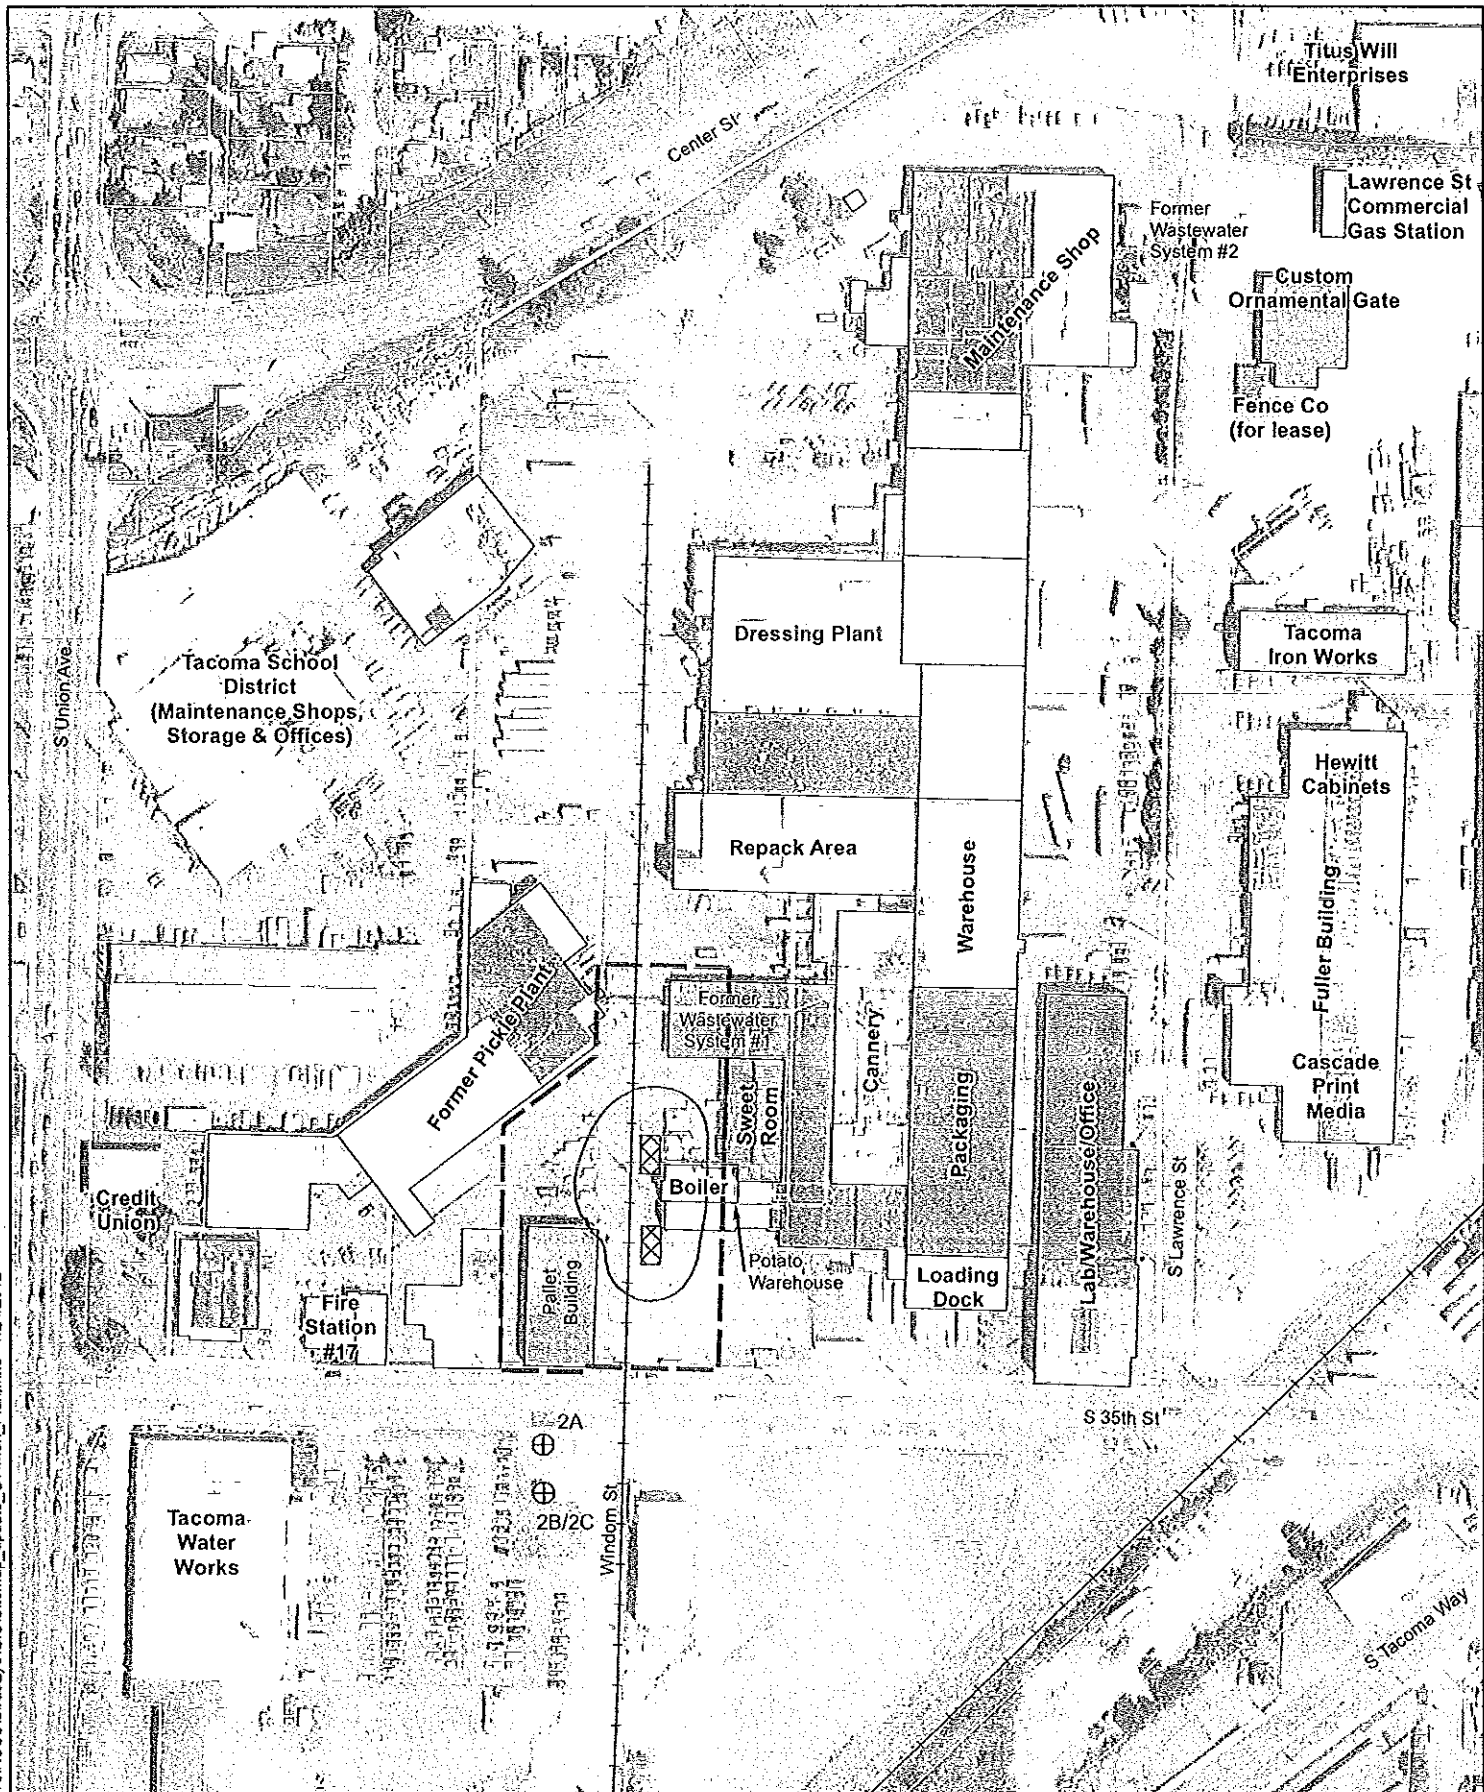 Titus Will
Enterprises
Center St
Lawrence St
Commercial
Gas Station
Former
Wastewater
System #2
Maintenance Shop
Custom
Ornamental Gate
Fence Co
(for lease)
Dressing Plant
Tacoma
Iron Works
S Union Ave
Tacoma School
District
(Maintenance Shops,
Storage & Offices)
Hewitt
Cabinets
Repack Area
Warehouse
Fuller Building
Former Pickle Plant
Former
Wastewater
System #1
Cannery
Sweet
Room
Packaging
Lab/Warehouse/Office
Cascade
Print
Media
S Lawrence St
Boiler
Credit
Union
Potato
Warehouse
Pallet
Building
Loading
Dock
Fire
Station
#17
2A
S 35th St
2B/2C
Windom St
Tacoma
Water
Works
S Tacoma Way